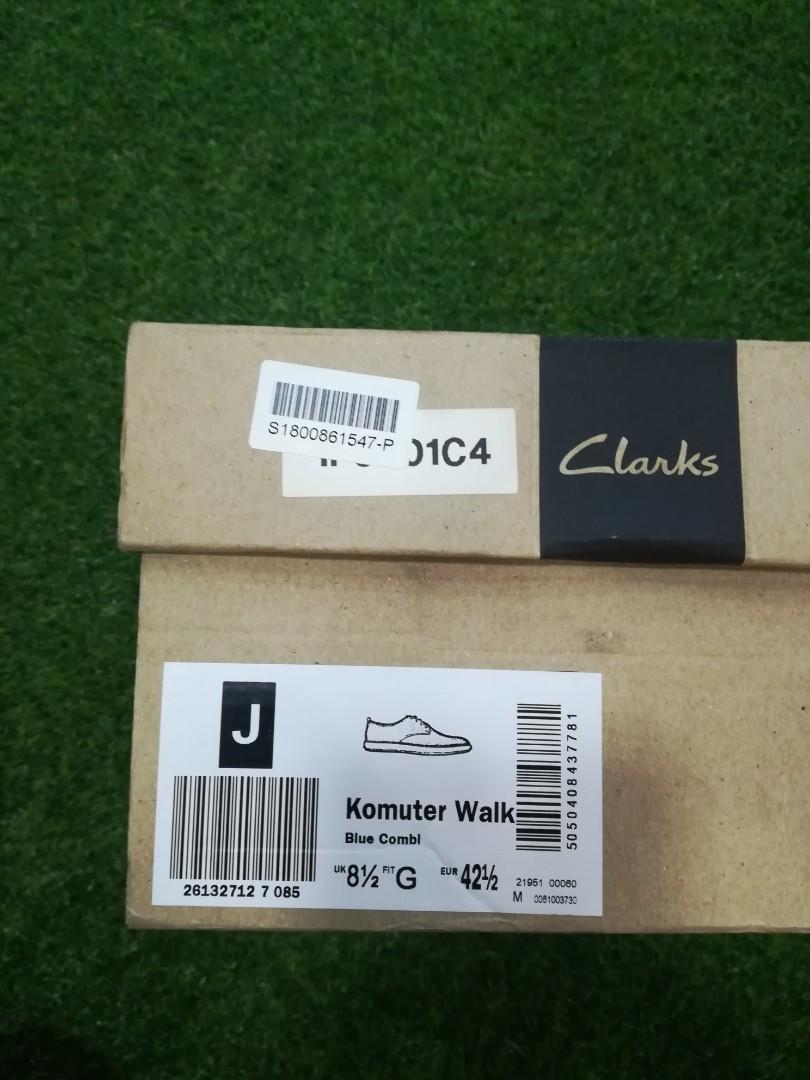 S1800861547-P
01C4
Clarks
J
Komuter Walk
Blue Combi
UK 8½ FIT G EUR 42½
26132712 7 085
5050408437781
21951 00060
M 0061003730